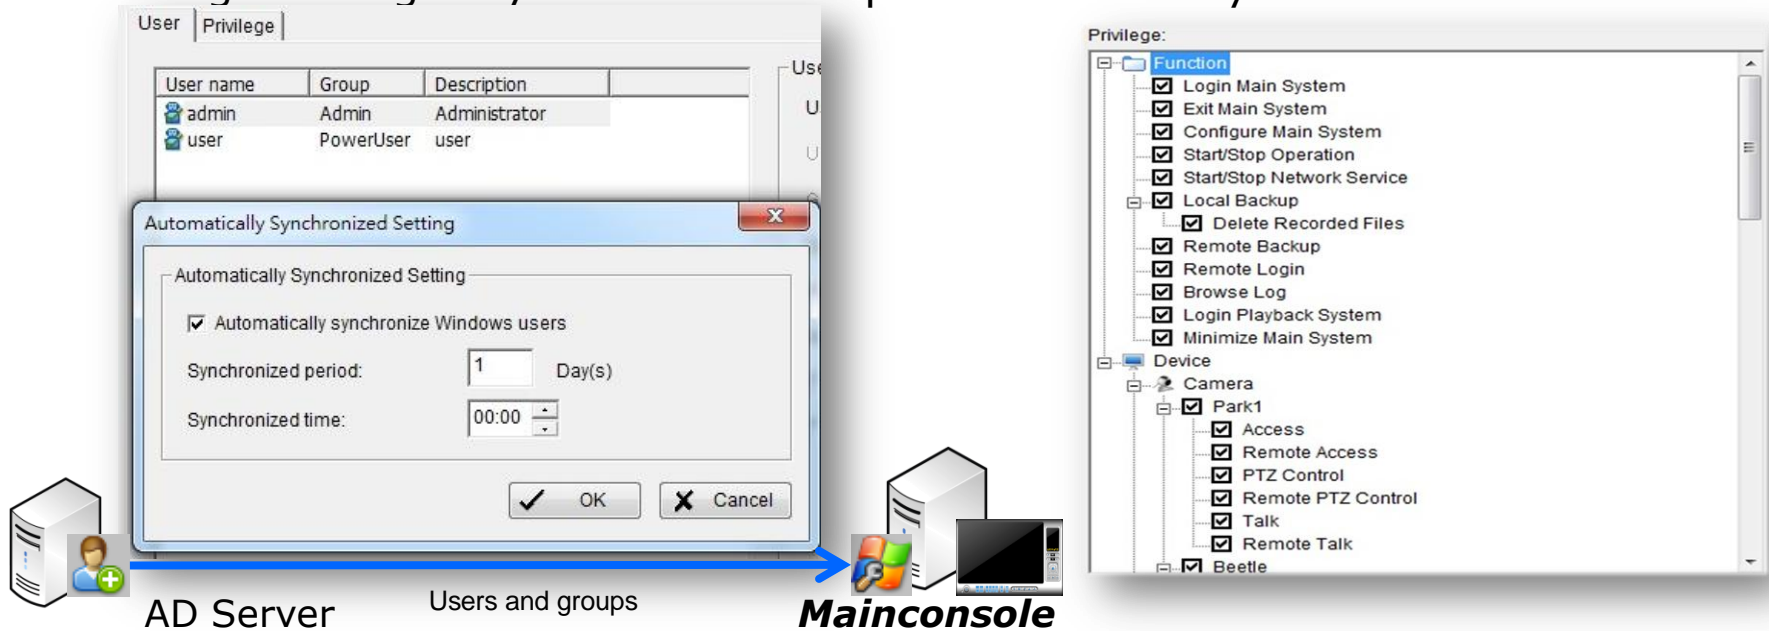 User Privilege
User name Group Description
admin Admin Administrator
user PowerUser user
Automatically Synchronized Setting
Automatically Synchronized Setting
Automatically synchronize Windows users
Synchronized period: 1 Day(s)
Synchronized time: 00:00
OK Cancel
AD Server
Users and groups
Mainconsole
Privilege:
Function
Login Main System
Exit Main System
Configure Main System
Start/Stop Operation
Start/Stop Network Service
Local Backup
Delete Recorded Files
Remote Backup
Remote Login
Browse Log
Login Playback System
Minimize Main System
Device
Camera
Park1
Access
Remote Access
PTZ Control
Remote PTZ Control
Talk
Remote Talk
Beetle